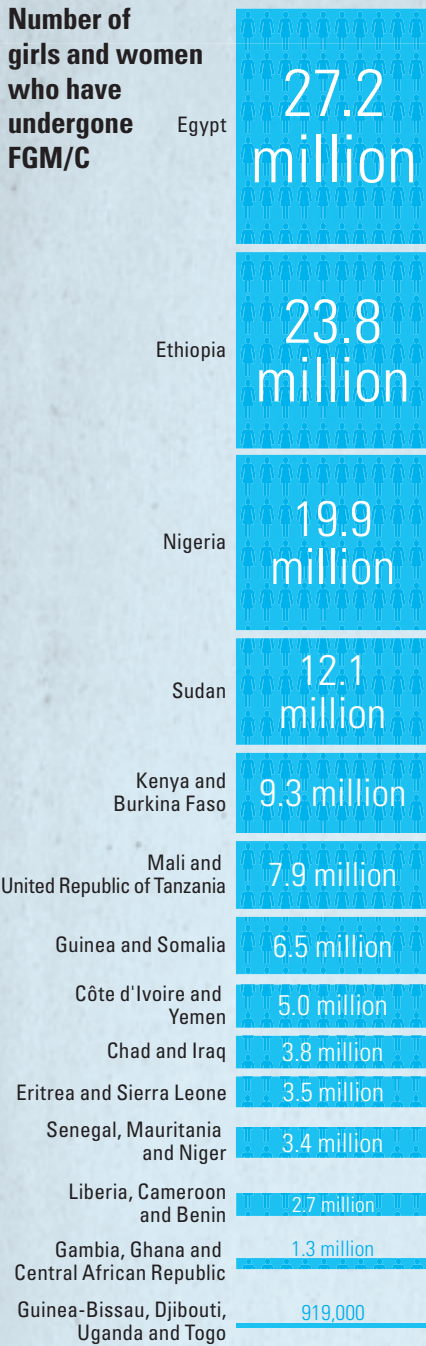 Number of
girls and women
who have
undergone
FGM/C
Egypt
27.2
million
Ethiopia
23.8
million
Nigeria
19.9
million
Sudan
12.1
million
Kenya and
Burkina Faso
9.3 million
Mali and
United Republic of Tanzania
7.9 million
Guinea and Somalia
6.5 million
Côte d'Ivoire and
Yemen
5.0 million
Chad and Iraq
3.8 million
Eritrea and Sierra Leone
3.5 million
Senegal, Mauritania
and Niger
3.4 million
Liberia, Cameroon
and Benin
2.7 million
Gambia, Ghana and
Central African Republic
1.3 million
Guinea-Bissau, Djibouti,
Uganda and Togo
919,000